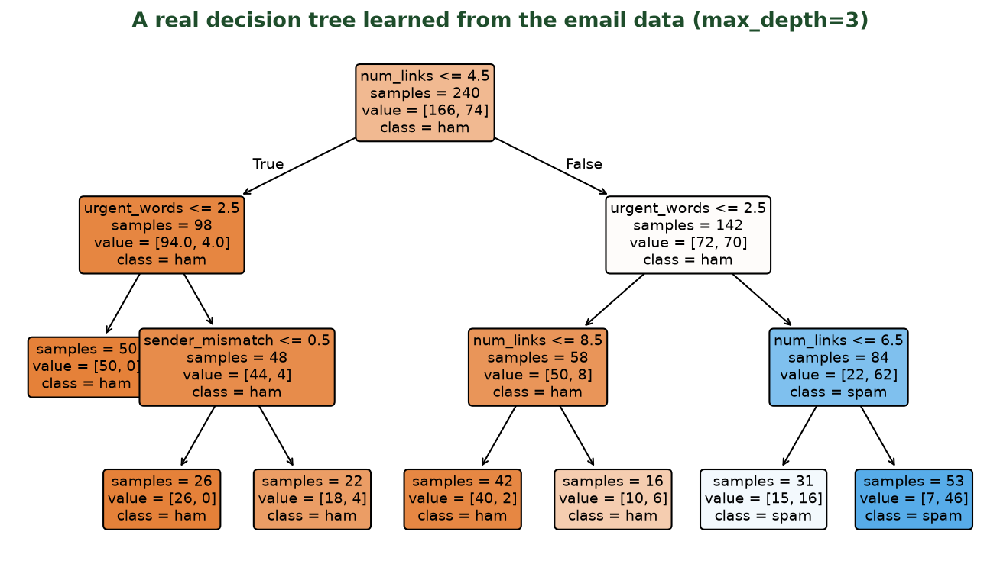 A real decision tree learned from the email data (max_depth=3)
num_links <= 4.5
samples = 240
value = [166, 74]
class = ham
True
False
urgent_words <= 2.5
samples = 98
value = [94.0, 4.0]
class = ham
urgent_words <= 2.5
samples = 142
value = [72, 70]
class = ham
samples = 50
value = [50, 0]
class = ham
sender_mismatch <= 0.5
samples = 48
value = [44, 4]
class = ham
num_links <= 8.5
samples = 58
value = [50, 8]
class = ham
num_links <= 6.5
samples = 84
value = [22, 62]
class = spam
samples = 26
value = [26, 0]
class = ham
samples = 22
value = [18, 4]
class = ham
samples = 42
value = [40, 2]
class = ham
samples = 16
value = [10, 6]
class = ham
samples = 31
value = [15, 16]
class = spam
samples = 53
value = [7, 46]
class = spam